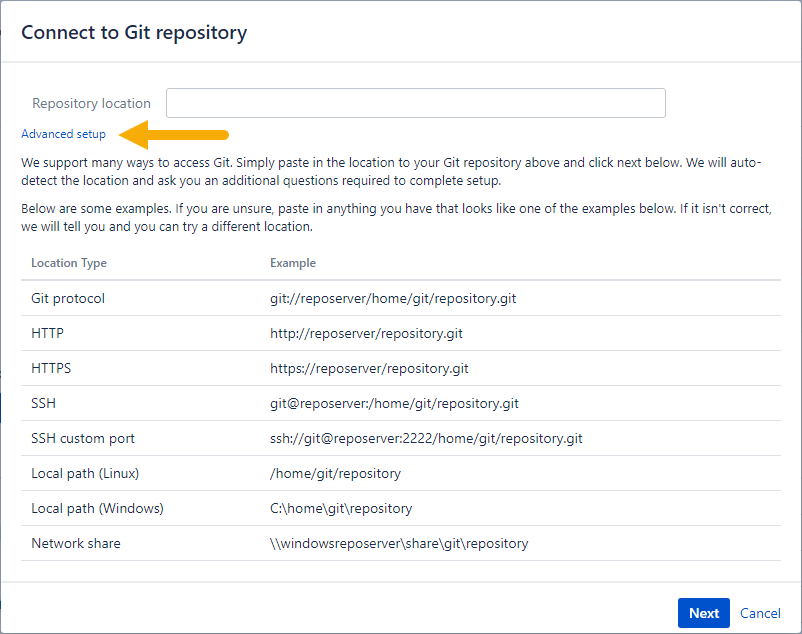 Connect to Git repository
Repository location
Advanced setup
We support many ways to access Git. Simply paste in the location to your Git repository above and click next below. We will auto-
detect the location and ask you an additional questions required to complete setup.
Below are some examples. If you are unsure, paste in anything you have that looks like one of the examples below. If it isn't correct,
we will tell you and you can try a different location.
Location Type Example
Git protocol git://reposerver/home/git/repository.git
HTTP http://reposerver/repository.git
HTTPS https://reposerver/repository.git
SSH git@reposerver:/home/git/repository.git
SSH custom port ssh://git@reposerver:2222/home/git/repository.git
Local path (Linux) /home/git/repository
Local path (Windows) C:\home\git\repository
Network share \\windowsreposerver\share\git\repository
Next Cancel